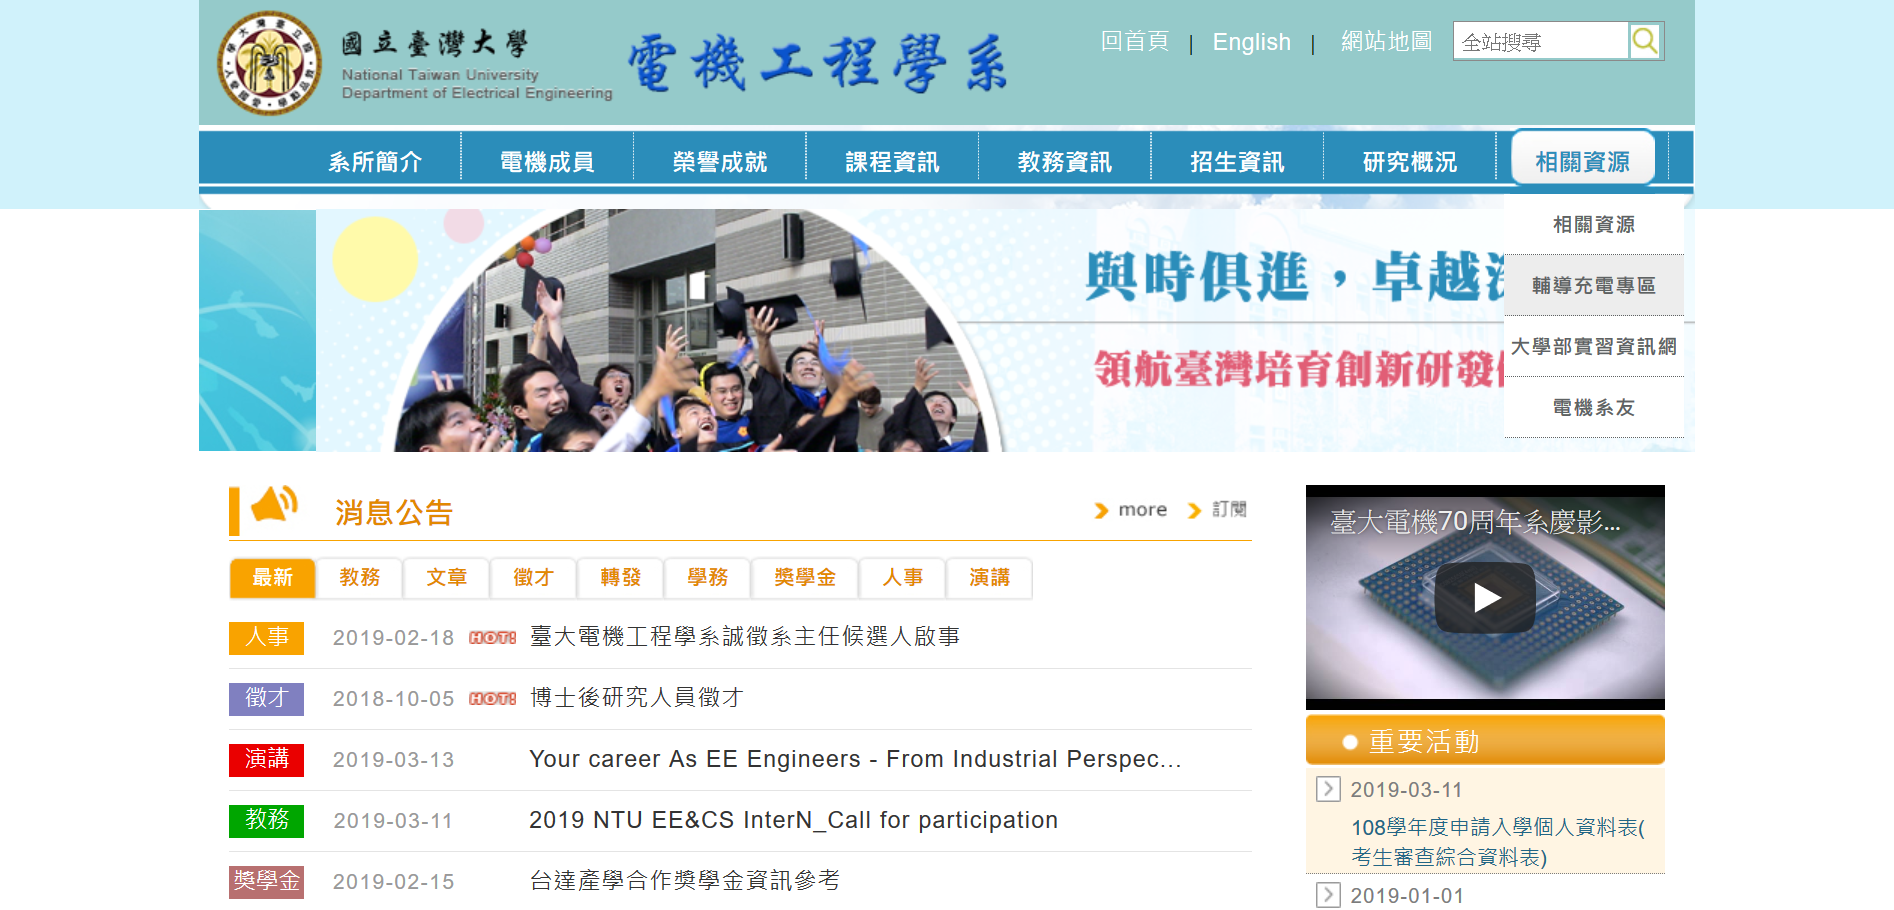 國立臺灣大學
National Taiwan University
Department of Electrical Engineering
電機工程學系
回首頁 | English | 網站地圖
全站搜尋
系所簡介 電機成員 榮譽成就 課程資訊 教務資訊 招生資訊 研究概況 相關資源
相關資源
輔導充電專區
大學部實習資訊網
電機系友
與時俱進，卓越
領航臺灣培育創新研發
消息公告
more 訂閱
最新 教務 文章 徵才 轉發 學務 獎學金 人事 演講
人事 2019-02-18 HOT! 臺大電機工程學系誠徵系主任候選人啟事
徵才 2018-10-05 HOT! 博士後研究人員徵才
演講 2019-03-13 Your career As EE Engineers - From Industrial Perspec...
教務 2019-03-11 2019 NTU EE&CS InterN_Call for participation
獎學金 2019-02-15 台達產學合作獎學金資訊參考
臺大電機70周年系慶影...
重要活動
2019-03-11
108學年度申請入學個人資料表(
考生審查綜合資料表)
2019-01-01